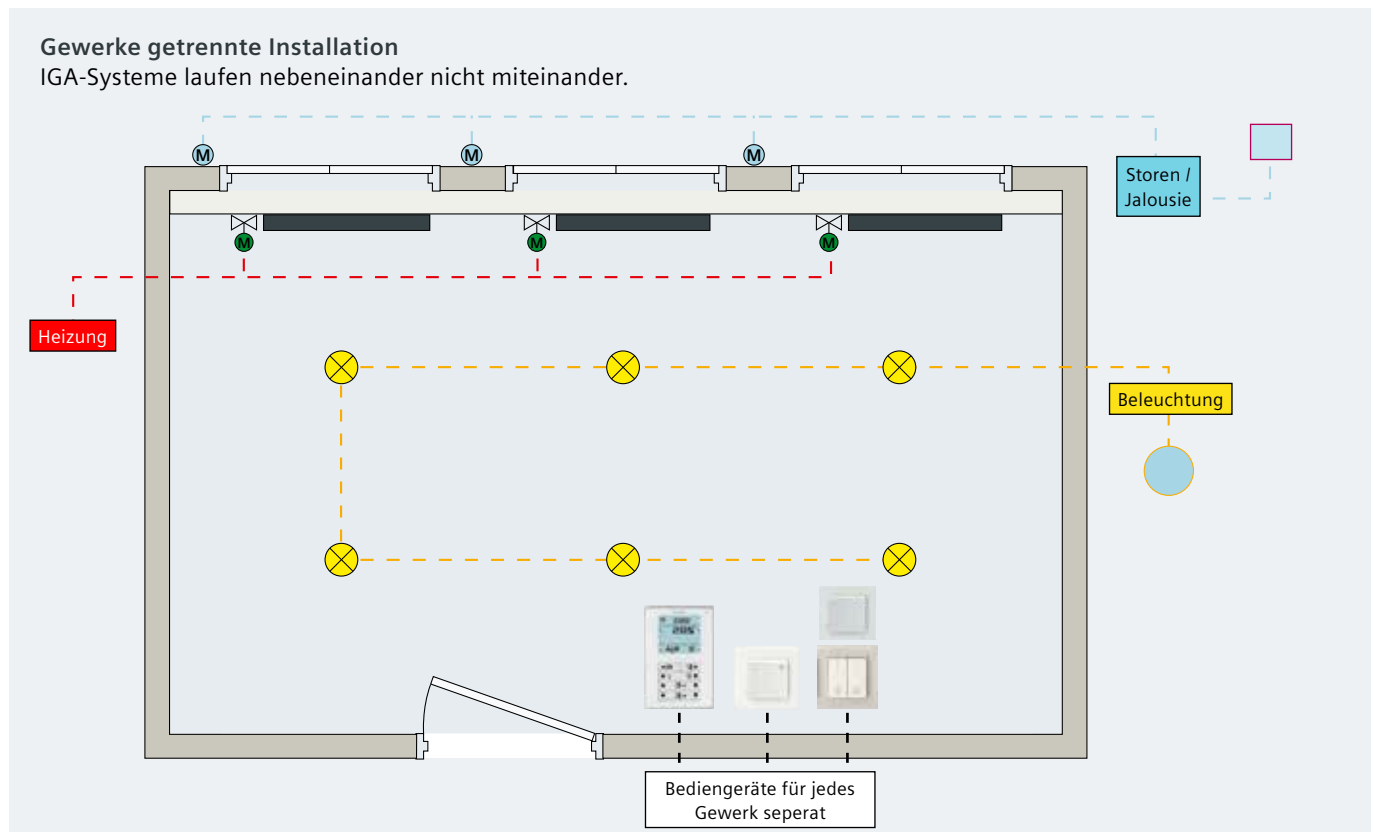 Gewerke getrennte Installation
IGA-Systeme laufen nebeneinander nicht miteinander.
M
M
M
Storen /
Jalousie
M
M
M
Heizung
Beleuchtung
Bediengeräte für jedes
Gewerk seperat